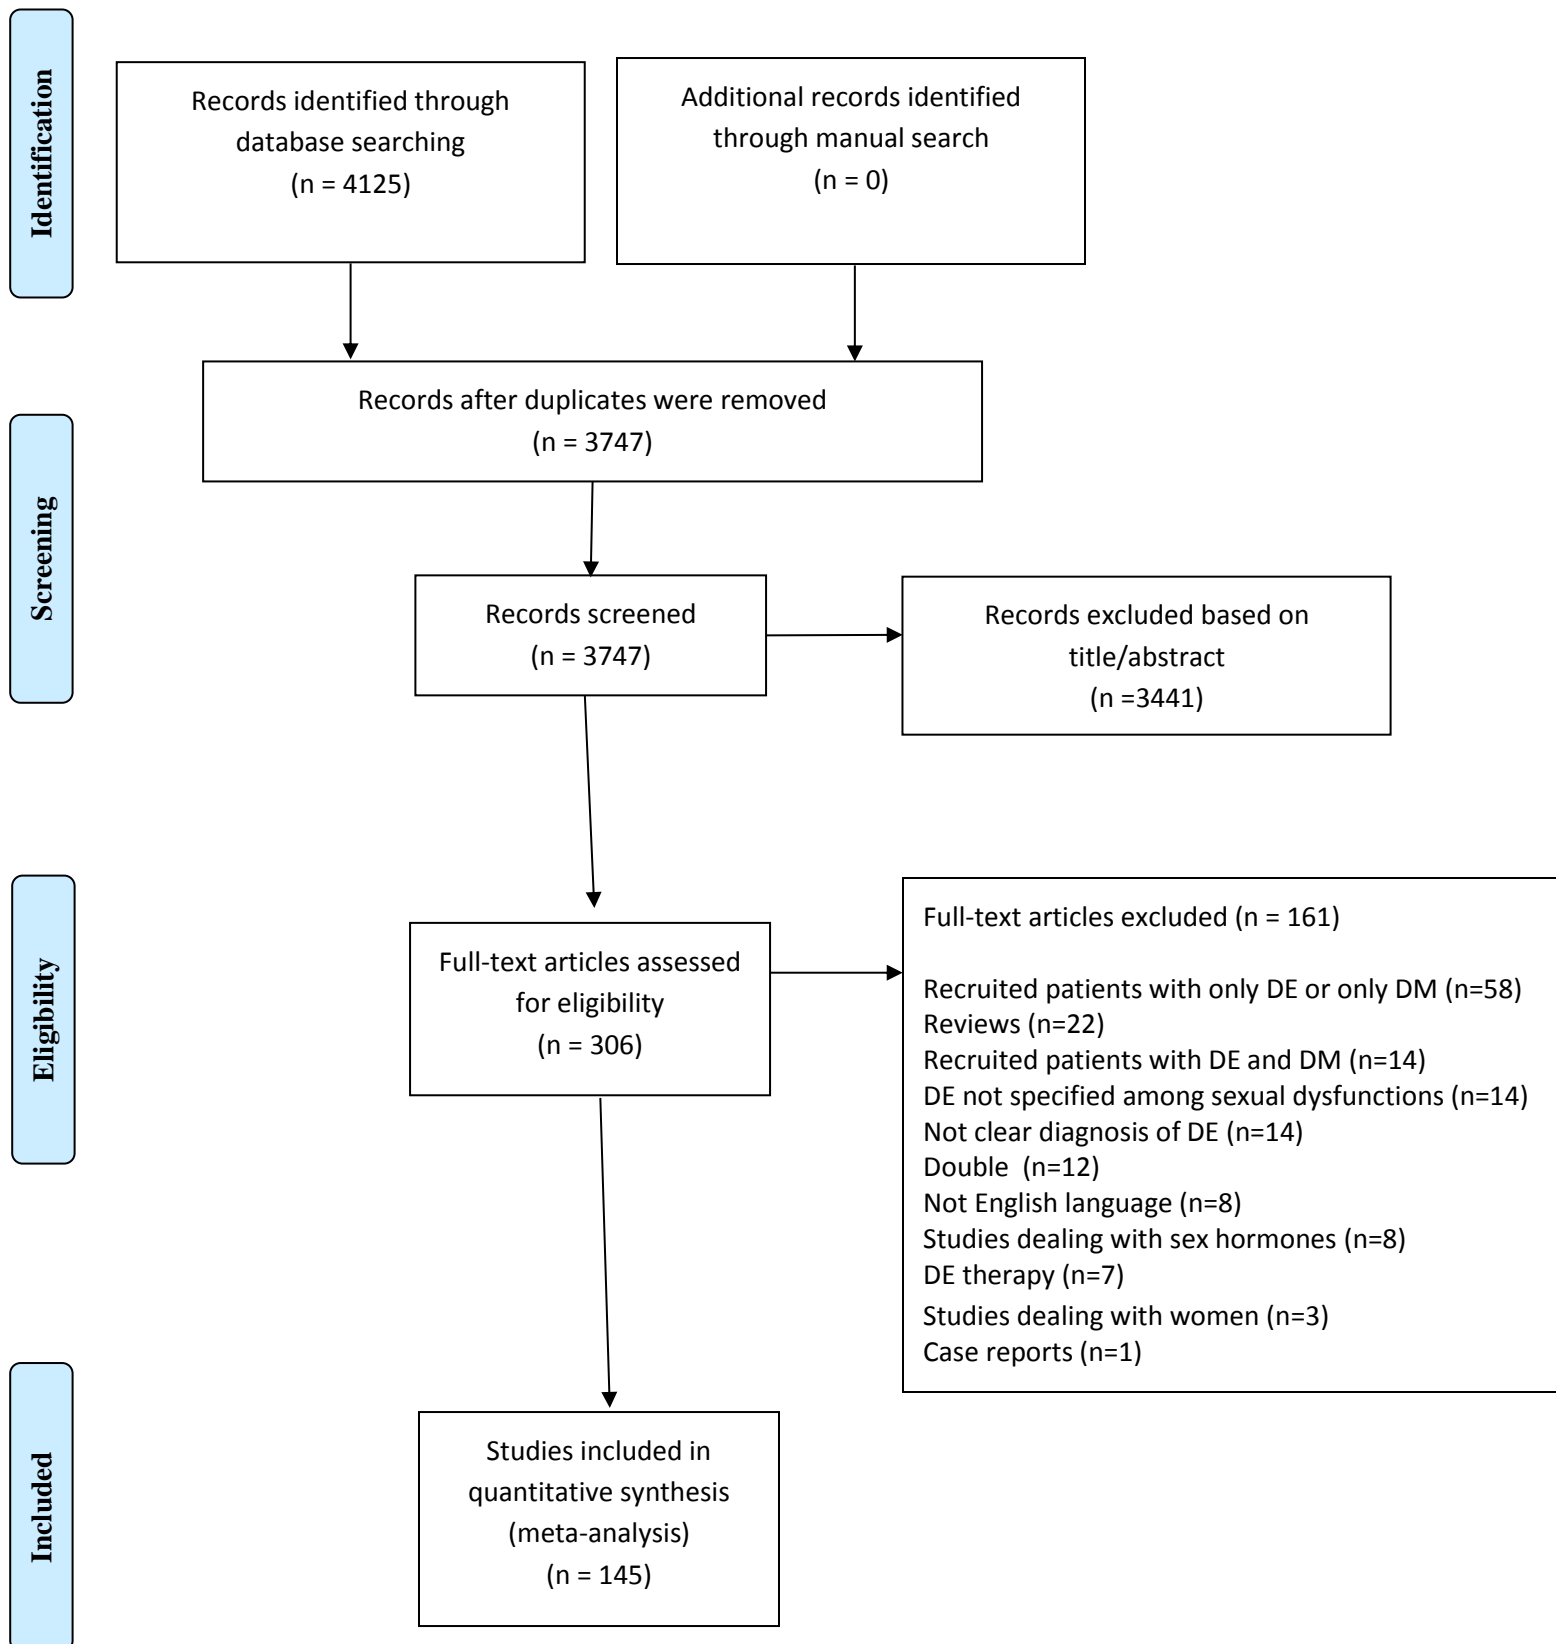 Identification
Records identified through
database searching
(n = 4125)
Additional records identified
through manual search
(n = 0)
Records after duplicates were removed
(n = 3747)
Screening
Records screened
(n = 3747)
Records excluded based on
title/abstract
(n =3441)
Eligibility
Full-text articles assessed
for eligibility
(n = 306)
Full-text articles excluded (n = 161)
Recruited patients with only DE or only DM (n=58)
Reviews (n=22)
Recruited patients with DE and DM (n=14)
DE not specified among sexual dysfunctions (n=14)
Not clear diagnosis of DE (n=14)
Double  (n=12)
Not English language (n=8)
Studies dealing with sex hormones (n=8)
DE therapy (n=7)
Studies dealing with women (n=3)
Case reports (n=1)
Included
Studies included in
quantitative synthesis
(meta-analysis)
(n = 145)